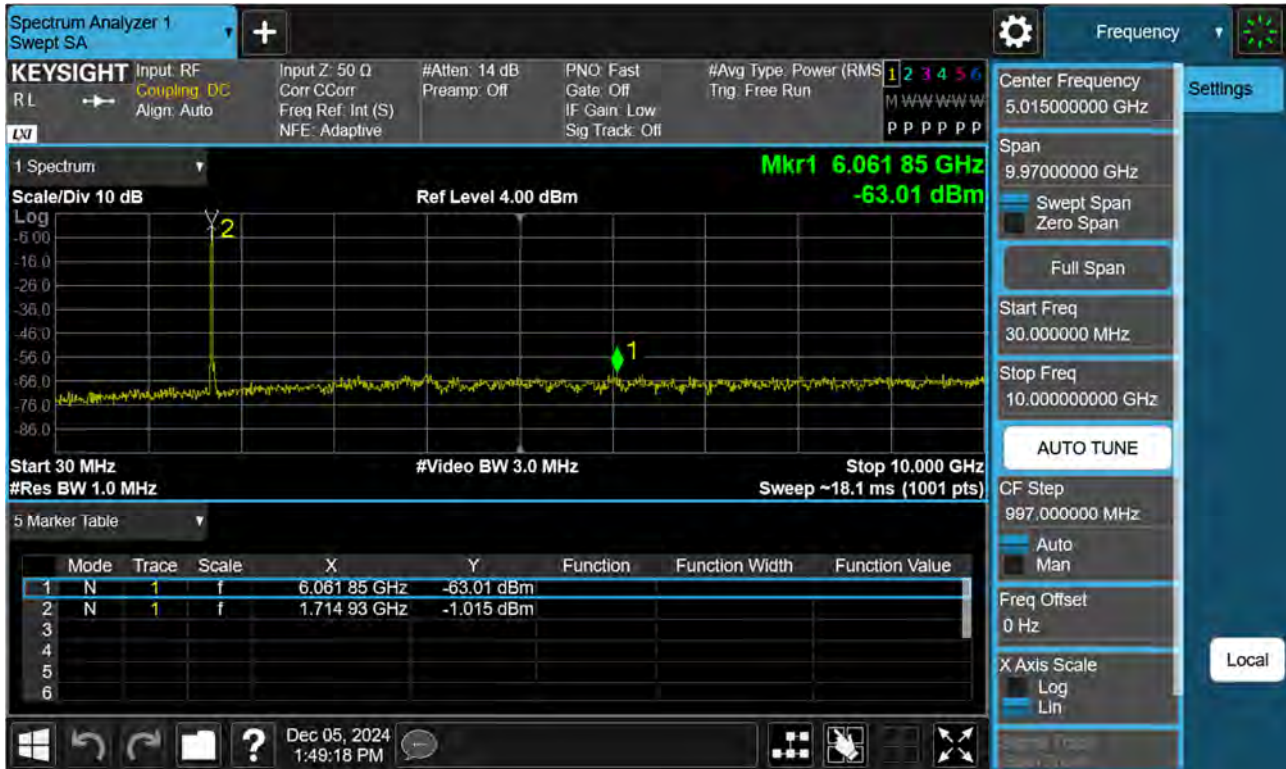 Spectrum Analyzer 1
Swept SA
Frequency
KEYSIGHT
RL
LXI
Input: RF
Coupling: DC
Align: Auto
Input Z: 50 Ω
Corr CCorr
Freq Ref: Int (S)
NFE: Adaptive
#Atten: 14 dB
Preamp: Off
PNO: Fast
Gate: Off
IF Gain: Low
Sig Track: Off
#Avg Type: Power (RMS
Trig: Free Run
1 2 3 4 5 6
M W W W W W
P P P P P P
1 Spectrum
Mkr1 6.061 85 GHz
-63.01 dBm
Scale/Div 10 dB
Ref Level 4.00 dBm
Log
-6.00
-16.0
-26.0
-36.0
-46.0
-56.0
-66.0
-76.0
-86.0
2
1
Start 30 MHz
#Video BW 3.0 MHz
Stop 10.000 GHz
#Res BW 1.0 MHz
Sweep ~18.1 ms (1001 pts)
5 Marker Table
Mode Trace Scale X Y Function Function Width Function Value
1 N 1 f 6.061 85 GHz -63.01 dBm
2 N 1 f 1.714 93 GHz -1.015 dBm
3
4
5
6
Dec 05, 2024
1:49:18 PM
Center Frequency
5.015000000 GHz
Span
9.97000000 GHz
Swept Span
Zero Span
Full Span
Start Freq
30.000000 MHz
Stop Freq
10.000000000 GHz
AUTO TUNE
CF Step
997.000000 MHz
Auto
Man
Freq Offset
0 Hz
X Axis Scale
Log
Lin
Settings
Local